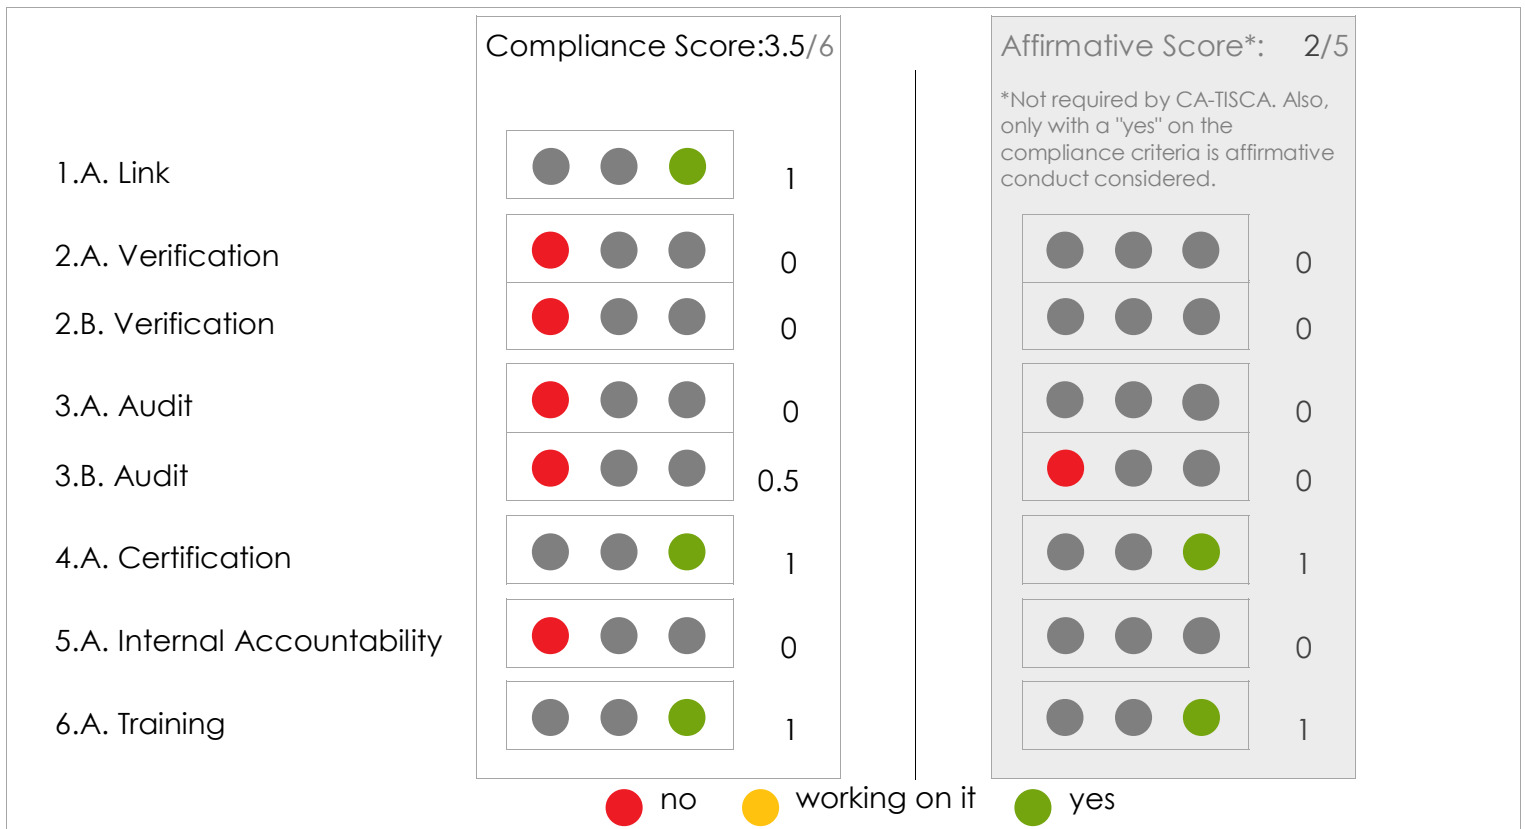 Compliance Score:3.5/6
Affirmative Score*: 2/5
*Not required by CA-TISCA. Also,
only with a "yes" on the
compliance criteria is affirmative
conduct considered.
1.A. Link 1
2.A. Verification 0 0
2.B. Verification 0 0
3.A. Audit 0 0
3.B. Audit 0.5 0
4.A. Certification 1 1
5.A. Internal Accountability 0 0
6.A. Training 1 1
no working on it yes